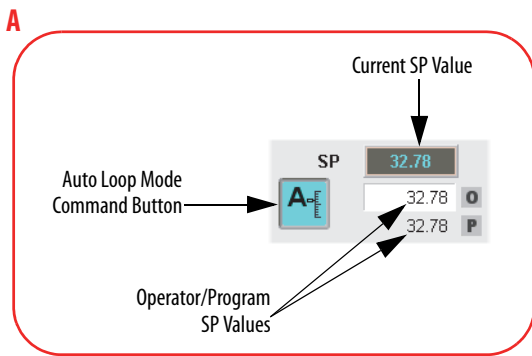 A
Current SP Value
SP 32.78
Auto Loop Mode
Command Button
A
32.78 O
32.78 P
Operator/Program
SP Values